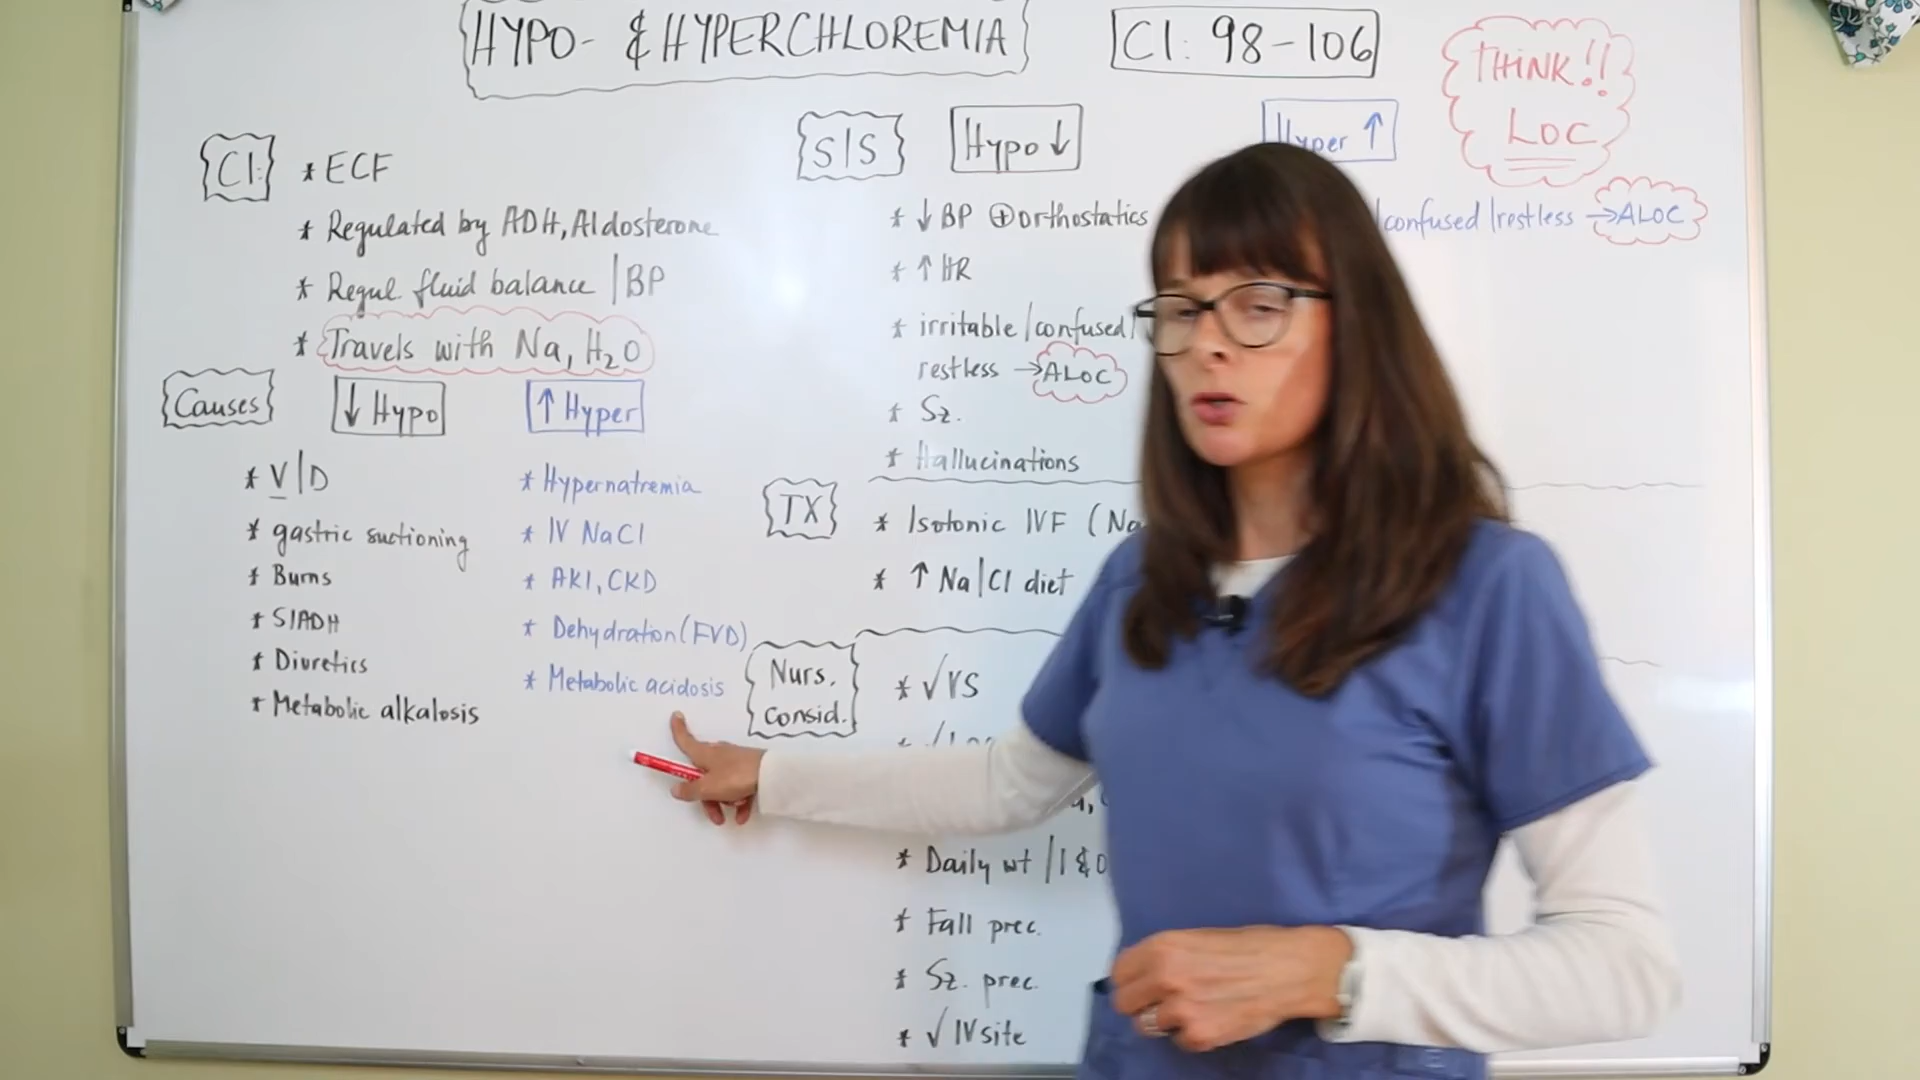 HYPO- & HYPERCHLOREMIA
Cl: 98-106
THINK!!
LOC
Cl:
* ECF
* Regulated by ADH, Aldosterone
* Regul. fluid balance | BP
* Travels with Na, H₂O
Causes
↓ Hypo
* V|D
* gastric suctioning
* Burns
* SIADH
* Diuretics
* Metabolic alkalosis
↑ Hyper
* Hypernatremia
* IV NaCl
* AKI, CKD
* Dehydration (FVD)
* Metabolic acidosis
S|S
Hypo ↓
* ↓ BP ⊕ orthostatics
* ↑ HR
* irritable | confused |
restless → ALOC
* Sz.
* Hallucinations
Hyper ↑
| confused | restless → ALOC
TX
* Isotonic IVF (Na
* ↑ Na|Cl diet
Nurs.
Consid.
* √ VS
* Daily wt | I & O
* Fall prec.
* Sz. prec.
* √ IV site